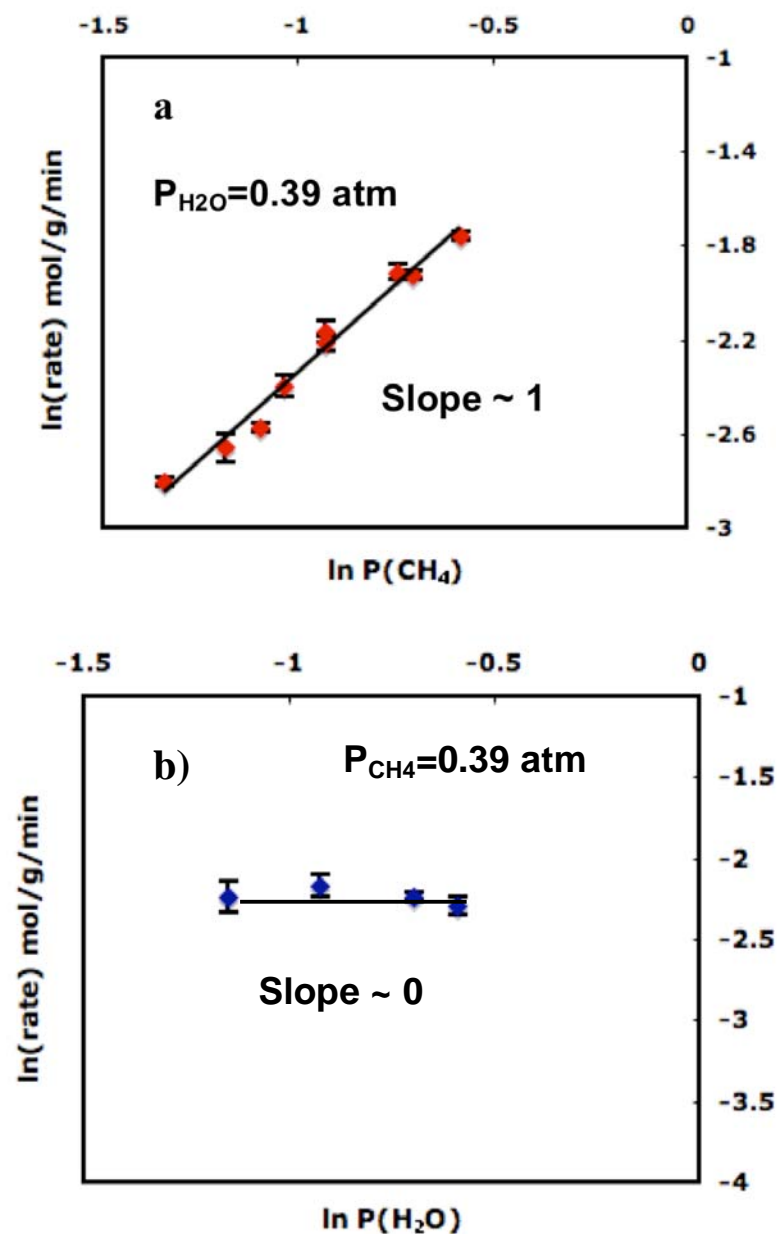 -1.5 -1 -0.5 0
-1
a
-1.4
P_H2O=0.39 atm
-1.8
ln(rate) mol/g/min
-2.2
Slope ~ 1
-2.6
-3
ln P(CH₄)
-1.5 -1 -0.5 0
-1
b) P_CH4=0.39 atm
-1.5
-2
ln(rate) mol/g/min
-2.5
Slope ~ 0
-3
-3.5
-4
ln P(H₂O)